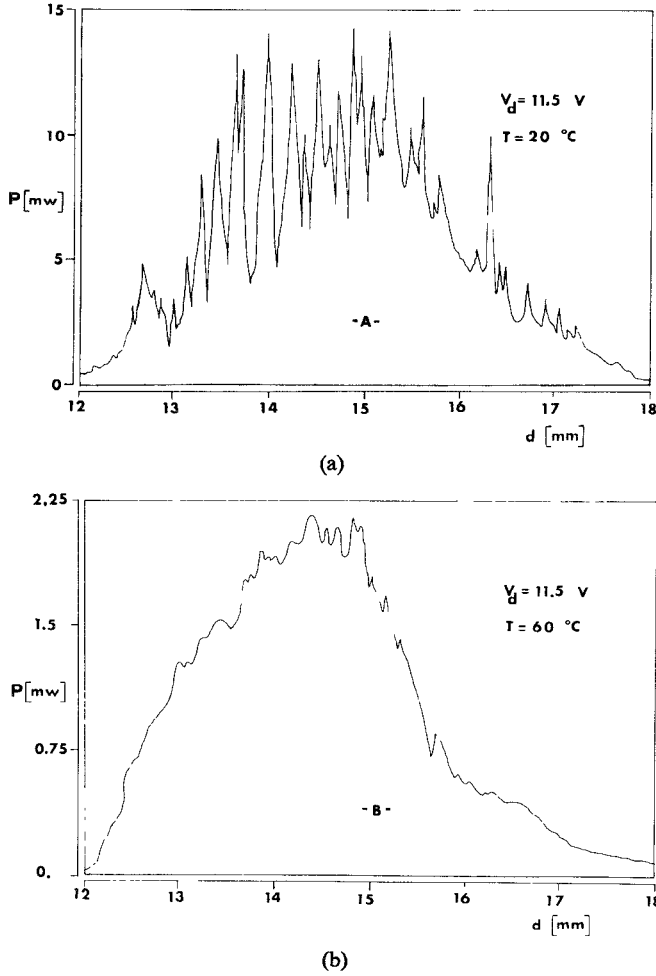 15
10
5
0
P[mw]
V_d = 11.5 V
T = 20 °C
-A-
12 13 14 15 16 17 18
d [mm]
(a)
2,25
1.5
0.75
0.
P[mw]
V_d = 11.5 V
T = 60 °C
-B-
12 13 14 15 16 17 18
d [mm]
(b)